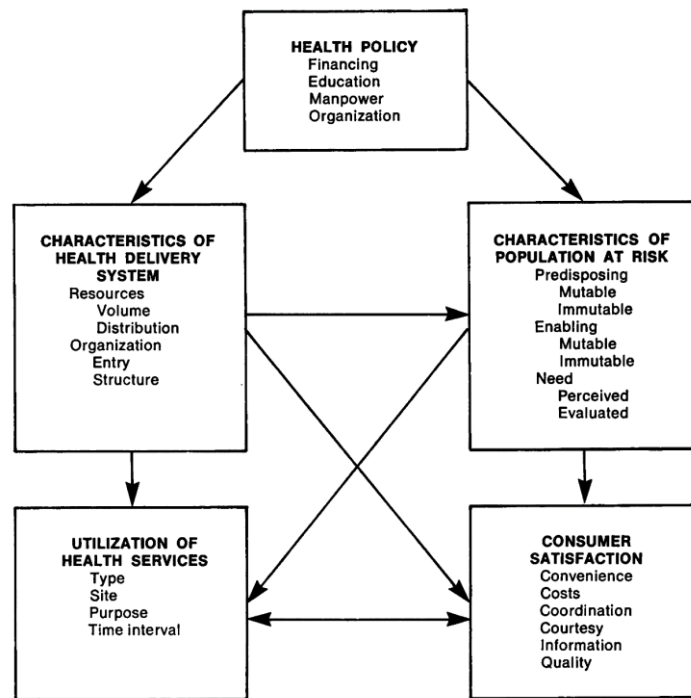 HEALTH POLICY
Financing
Education
Manpower
Organization
CHARACTERISTICS OF
HEALTH DELIVERY
SYSTEM
Resources
Volume
Distribution
Organization
Entry
Structure
CHARACTERISTICS OF
POPULATION AT RISK
Predisposing
Mutable
Immutable
Enabling
Mutable
Immutable
Need
Perceived
Evaluated
UTILIZATION OF
HEALTH SERVICES
Type
Site
Purpose
Time interval
CONSUMER
SATISFACTION
Convenience
Costs
Coordination
Courtesy
Information
Quality